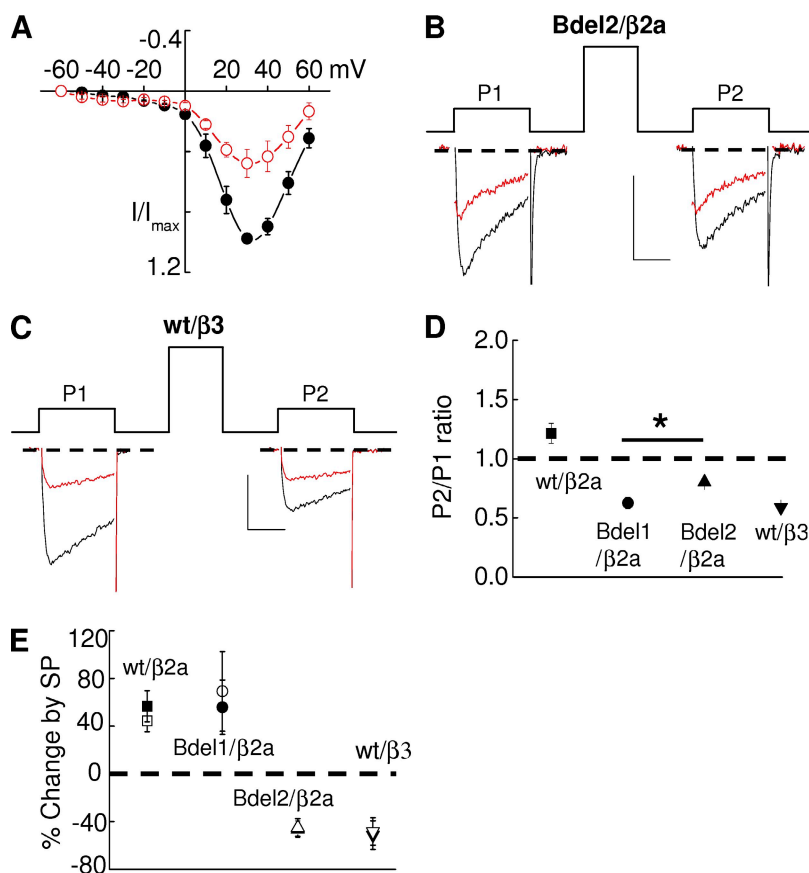 A
-0.4
-60 -40 -20 20 40 60 mV
I/Imax
1.2
B
Bdel2/β2a
P1
P2
C
wt/β3
P1
P2
D
2.0
1.5
1.0
0.5
0.0
P2/P1 ratio
*
wt/β2a
Bdel1
/β2a
Bdel2
/β2a
wt/β3
E
120
80
40
0
-40
-80
% Change by SP
wt/β2a
Bdel1/β2a
wt/β3
Bdel2/β2a